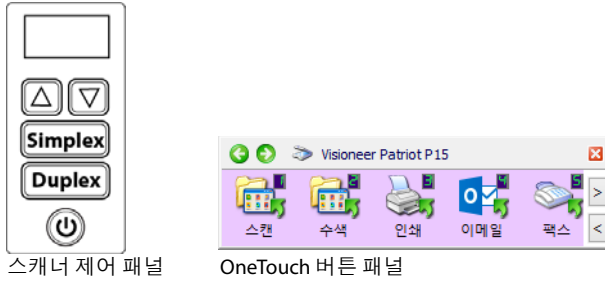 Simplex
Duplex
스캐너 제어 패널
Visioneer Patriot P15
1 2 3 4 5
스캔 수색 인쇄 이메일 팩스
>
<
OneTouch 버튼 패널